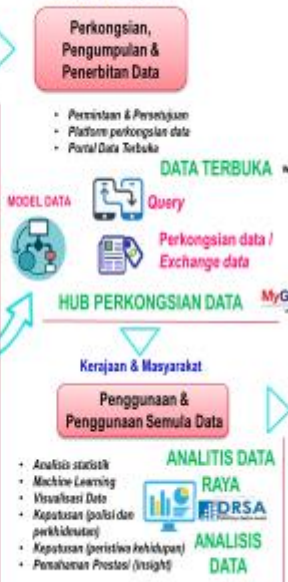 Perkongsian,
Pengumpulan &
Penerbitan Data
• Permintaan & Persetujuan
• Platform perkongsian data
• Portal Data Terbuka
DATA TERBUKA
MODEL DATA
Query
Perkongsian data /
Exchange data
HUB PERKONGSIAN DATA
MyG
Kerajaan & Masyarakat
Penggunaan &
Penggunaan Semula Data
• Analisis statistik
• Machine Learning
• Visualisasi Data
• Keputusan (polisi dan
perkhidmatan)
• Keputusan (peristiwa kehidupan)
• Pemahaman Prestasi (insight)
ANALITIS DATA
RAYA
DRSA
ANALISIS
DATA